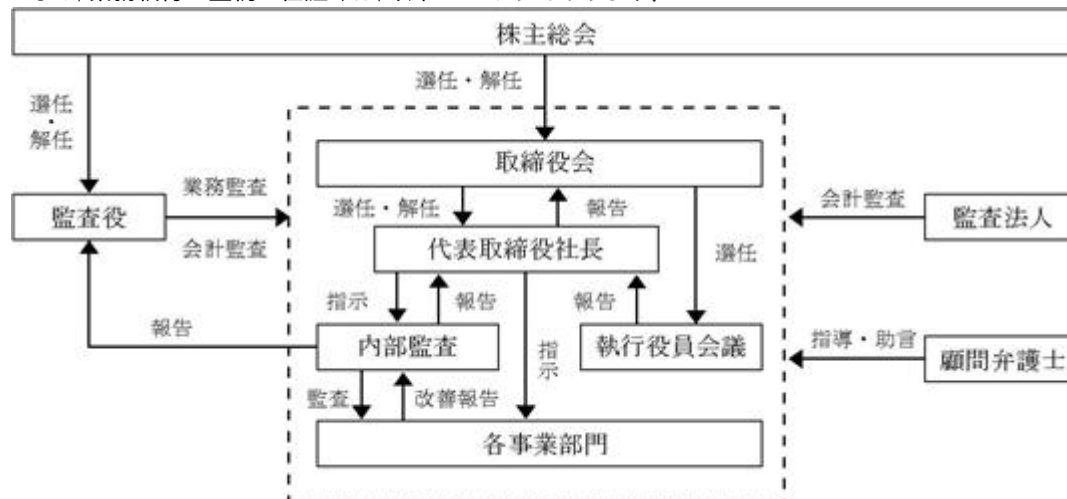 株主総会
選任・解任
選任
・
解任
取締役会
監査役
業務監査
会計監査
選任・解任
報告
会計監査
監査法人
代表取締役社長
選任
指示
報告
報告
報告
内部監査
執行役員会議
指示
指導・助言
顧問弁護士
監査
改善報告
各事業部門